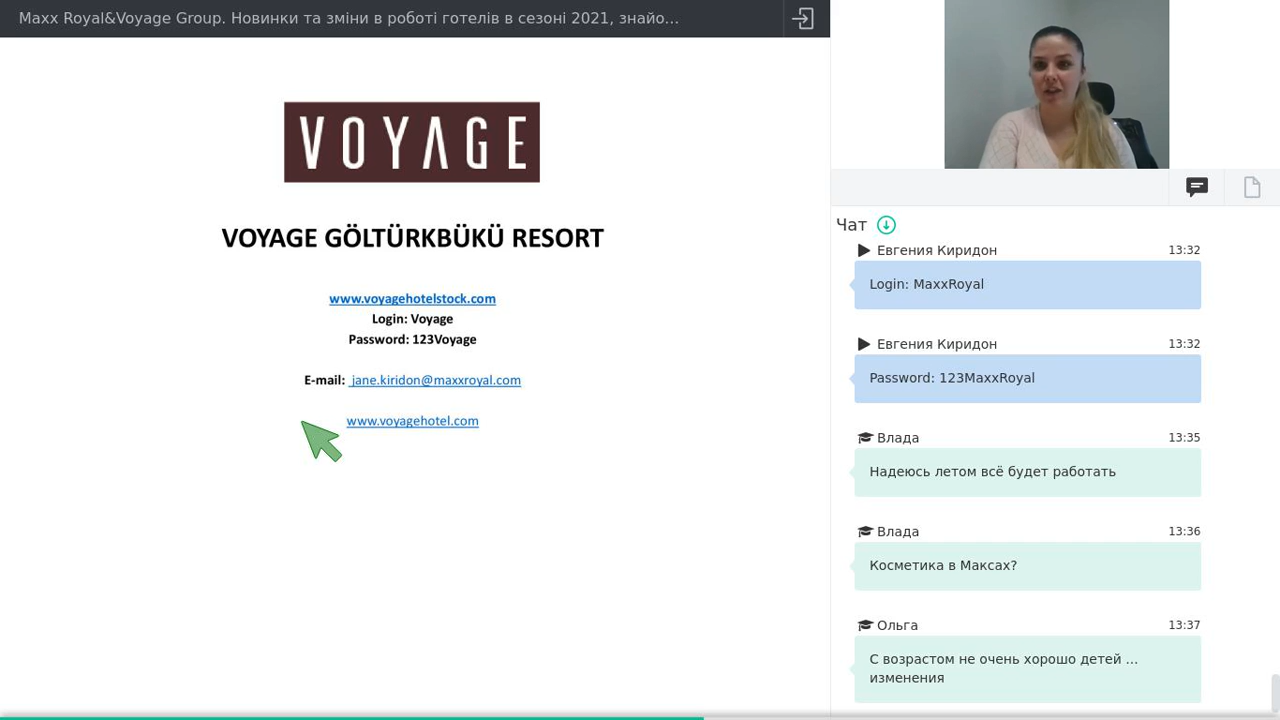 Maxx Royal&Voyage Group. Новинки та зміни в роботі готелів в сезоні 2021, знайо...
VOYAGE
VOYAGE GÖLTÜRKBÜKÜ RESORT
www.voyagehotelstock.com
Login: Voyage
Password: 123Voyage
E-mail: jane.kiridon@maxxroyal.com
www.voyagehotel.com
Чат
Евгения Киридон 13:32
Login: MaxxRoyal
Евгения Киридон 13:32
Password: 123MaxxRoyal
Влада 13:35
Надеюсь летом всё будет работать
Влада 13:36
Косметика в Максах?
Ольга 13:37
С возрастом не очень хорошо детей ...
изменения